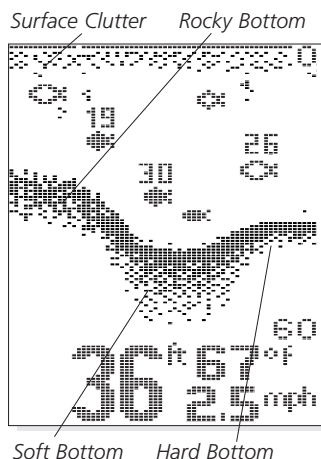 Surface Clutter Rocky Bottom
0
19
26
30
60
36 ft 67°f
2.5 mph
Soft Bottom Hard Bottom